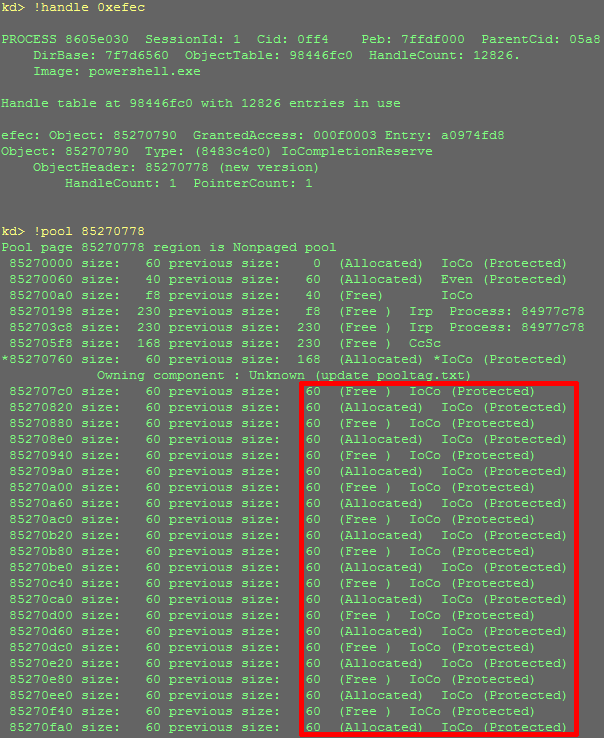 kd> !handle 0xefec
PROCESS 8605e030  SessionId: 1  Cid: 0ff4    Peb: 7ffdf000  ParentCid: 05a8
    DirBase: 7f7d6560  ObjectTable: 98446fc0  HandleCount: 12826.
    Image: powershell.exe
Handle table at 98446fc0 with 12826 entries in use
efec: Object: 85270790  GrantedAccess: 000f0003 Entry: a0974fd8
Object: 85270790  Type: (8483c4c0) IoCompletionReserve
    ObjectHeader: 85270778 (new version)
        HandleCount: 1  PointerCount: 1
kd> !pool 85270778
Pool page 85270778 region is Nonpaged pool
 85270000 size:   60 previous size:    0  (Allocated)  IoCo (Protected)
 85270060 size:   40 previous size:   60  (Allocated)  Even (Protected)
 852700a0 size:   f8 previous size:   40  (Free)       IoCo
 85270198 size:  230 previous size:   f8  (Free )  Irp  Process: 84977c78
 852703c8 size:  230 previous size:  230  (Free )  Irp  Process: 84977c78
 852705f8 size:  168 previous size:  230  (Free )  CcSc
*85270760 size:   60 previous size:  168  (Allocated) *IoCo (Protected)
            Owning component : Unknown (update pooltag.txt)
 852707c0 size:   60 previous size:   60  (Free )  IoCo (Protected)
 85270820 size:   60 previous size:   60  (Allocated)  IoCo (Protected)
 85270880 size:   60 previous size:   60  (Free )  IoCo (Protected)
 852708e0 size:   60 previous size:   60  (Allocated)  IoCo (Protected)
 85270940 size:   60 previous size:   60  (Free )  IoCo (Protected)
 852709a0 size:   60 previous size:   60  (Allocated)  IoCo (Protected)
 85270a00 size:   60 previous size:   60  (Free )  IoCo (Protected)
 85270a60 size:   60 previous size:   60  (Allocated)  IoCo (Protected)
 85270ac0 size:   60 previous size:   60  (Free )  IoCo (Protected)
 85270b20 size:   60 previous size:   60  (Allocated)  IoCo (Protected)
 85270b80 size:   60 previous size:   60  (Free )  IoCo (Protected)
 85270be0 size:   60 previous size:   60  (Allocated)  IoCo (Protected)
 85270c40 size:   60 previous size:   60  (Free )  IoCo (Protected)
 85270ca0 size:   60 previous size:   60  (Allocated)  IoCo (Protected)
 85270d00 size:   60 previous size:   60  (Free )  IoCo (Protected)
 85270d60 size:   60 previous size:   60  (Allocated)  IoCo (Protected)
 85270dc0 size:   60 previous size:   60  (Free )  IoCo (Protected)
 85270e20 size:   60 previous size:   60  (Allocated)  IoCo (Protected)
 85270e80 size:   60 previous size:   60  (Free )  IoCo (Protected)
 85270ee0 size:   60 previous size:   60  (Allocated)  IoCo (Protected)
 85270f40 size:   60 previous size:   60  (Free )  IoCo (Protected)
 85270fa0 size:   60 previous size:   60  (Allocated)  IoCo (Protected)